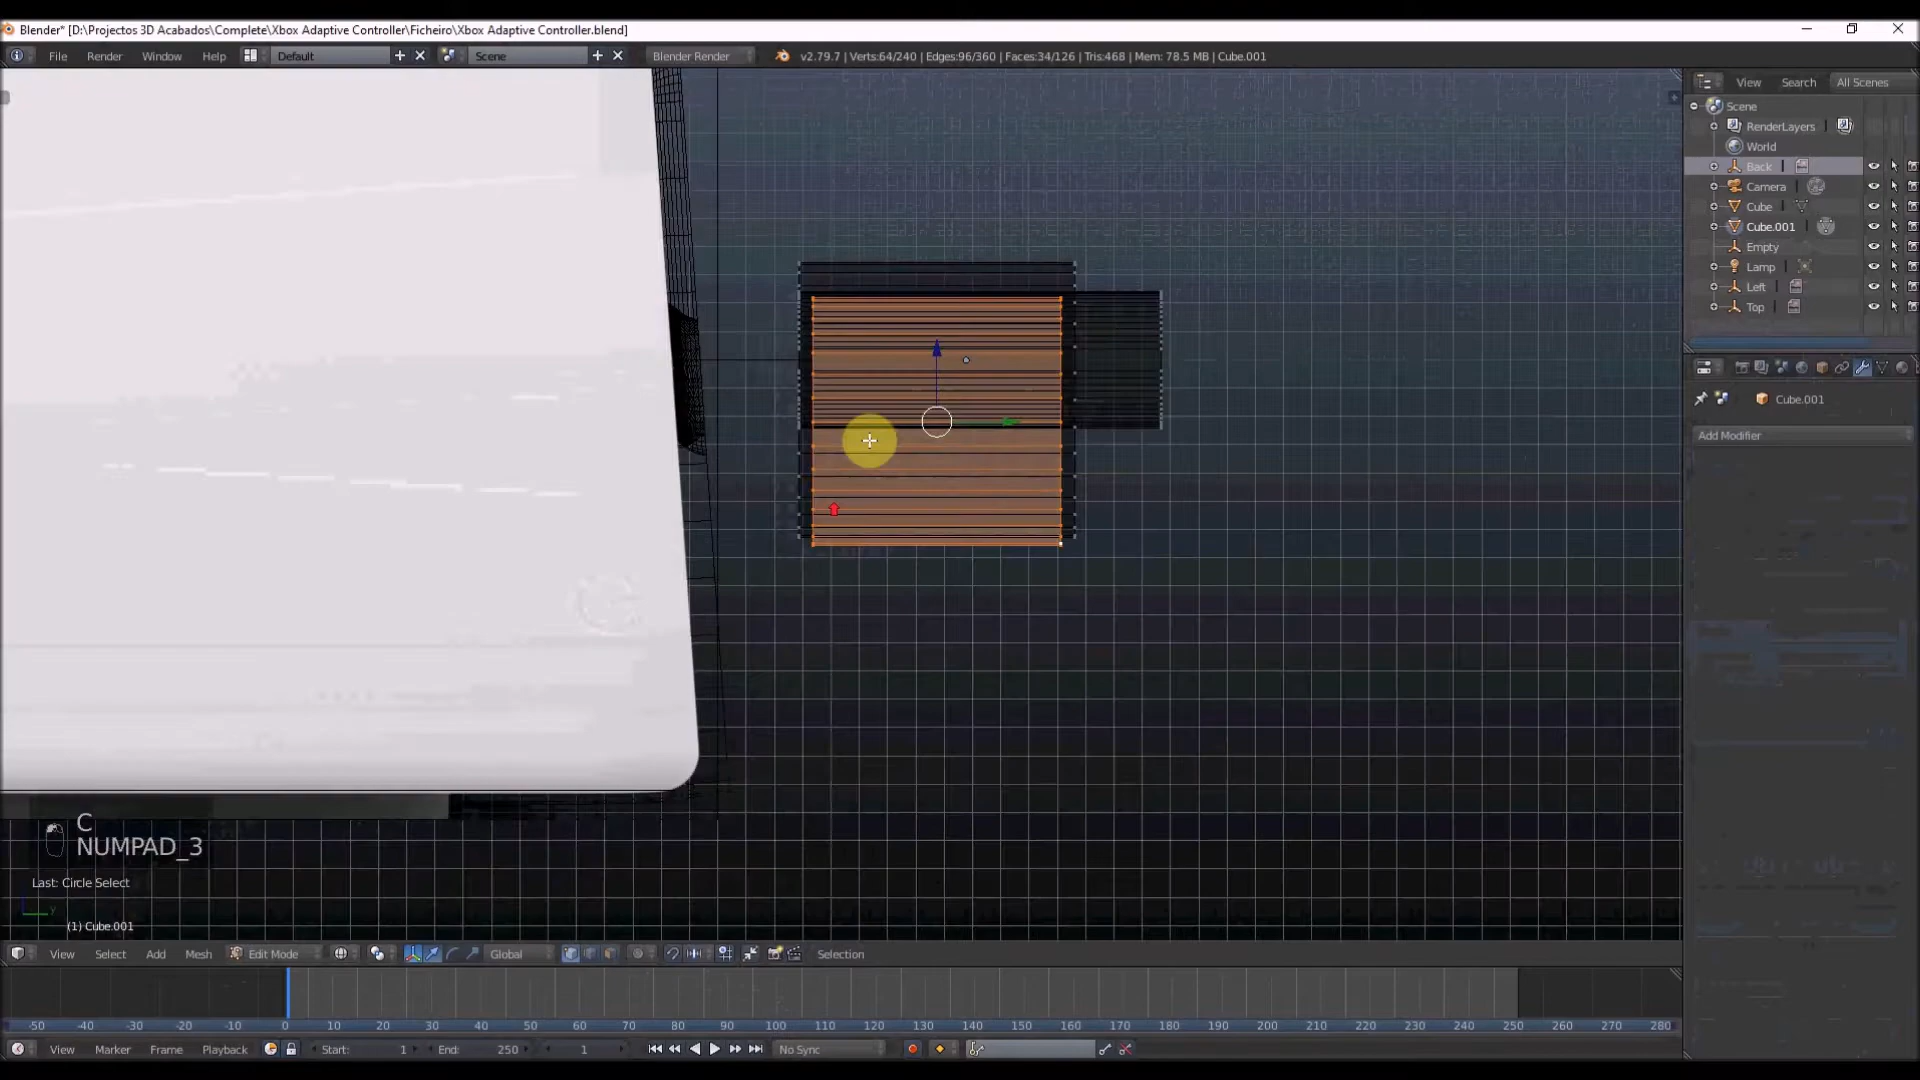 Blender* [D:\Projectos 3D Acabados\Complete\Xbox Adaptive Controller\Ficheiro\Xbox Adaptive Controller.blend]
File Render Window Help Default Scene Blender Render v2.79.7 | Verts:64/240 | Edges:96/360 | Faces:34/126 | Tris:468 | Mem: 78.5 MB | Cube.001
View Search All Scenes
Scene
RenderLayers
World
Back
Camera
Cube
Cube.001
Empty
Lamp
Left
Top
Cube.001
Add Modifier
C
NUMPAD_3
Last: Circle Select
(1) Cube.001
View Select Add Mesh Edit Mode Global Selection
-50 -40 -30 -20 -10 0 10 20 30 40 50 60 70 80 90 100 110 120 130 140 150 160 170 180 190 200 210 220 230 240 250 260 270 280
View Marker Frame Playback Start: 1 End: 250 1 No Sync